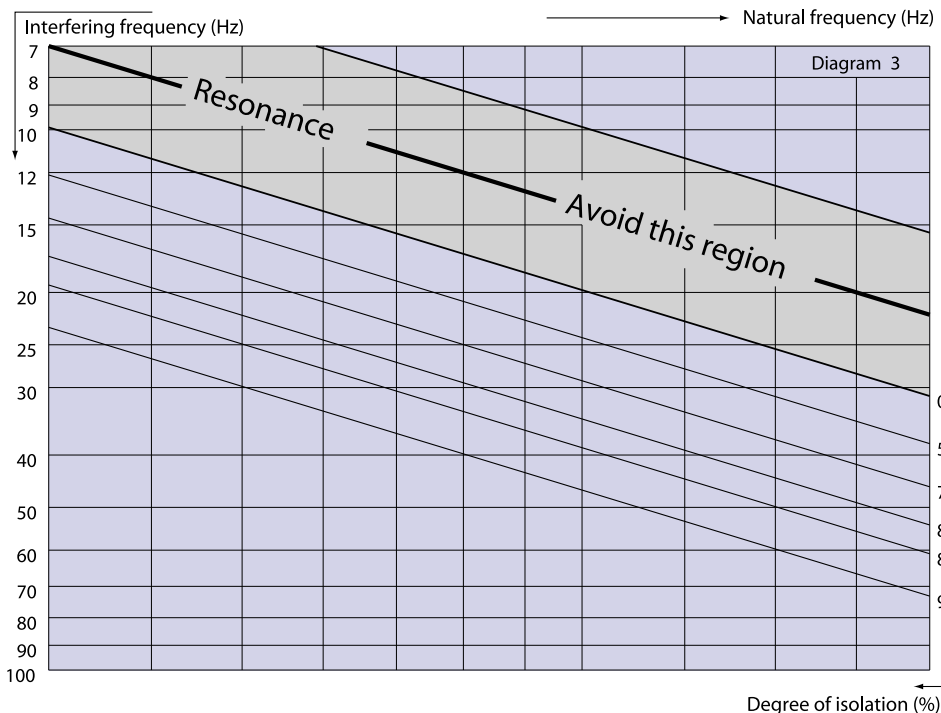 Interfering frequency (Hz)
Natural frequency (Hz)
Diagram 3
7
8
9
10
12
15
20
25
30
40
50
60
70
80
90
100
Resonance
Avoid this region
Degree of isolation (%)